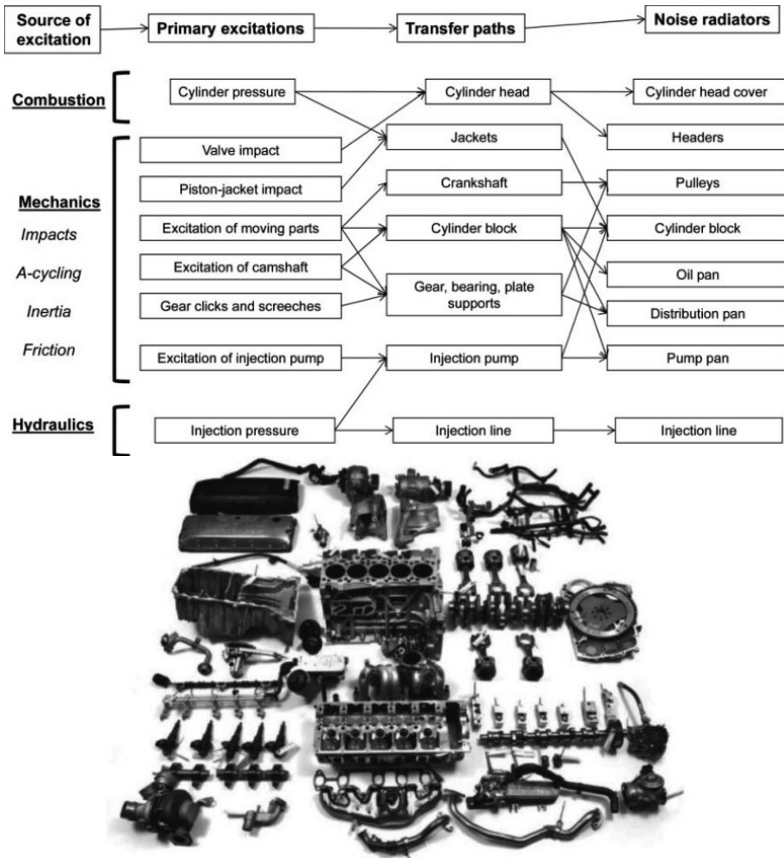 Source of
excitation
Primary excitations
Transfer paths
Noise radiators
Combustion
Cylinder pressure
Cylinder head
Cylinder head cover
Valve impact
Jackets
Headers
Mechanics
Piston-jacket impact
Crankshaft
Pulleys
Impacts
Excitation of moving parts
Cylinder block
Cylinder block
A-cycling
Excitation of camshaft
Gear, bearing, plate
supports
Oil pan
Inertia
Gear clicks and screeches
Distribution pan
Friction
Excitation of injection pump
Injection pump
Pump pan
Hydraulics
Injection pressure
Injection line
Injection line